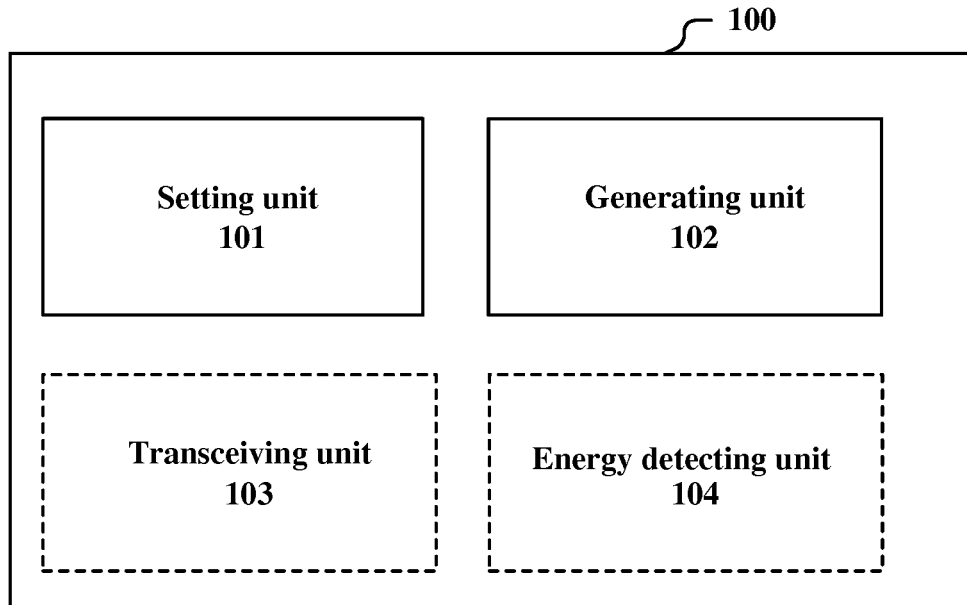 100
Setting unit
101
Generating unit
102
Transceiving unit
103
Energy detecting unit
104